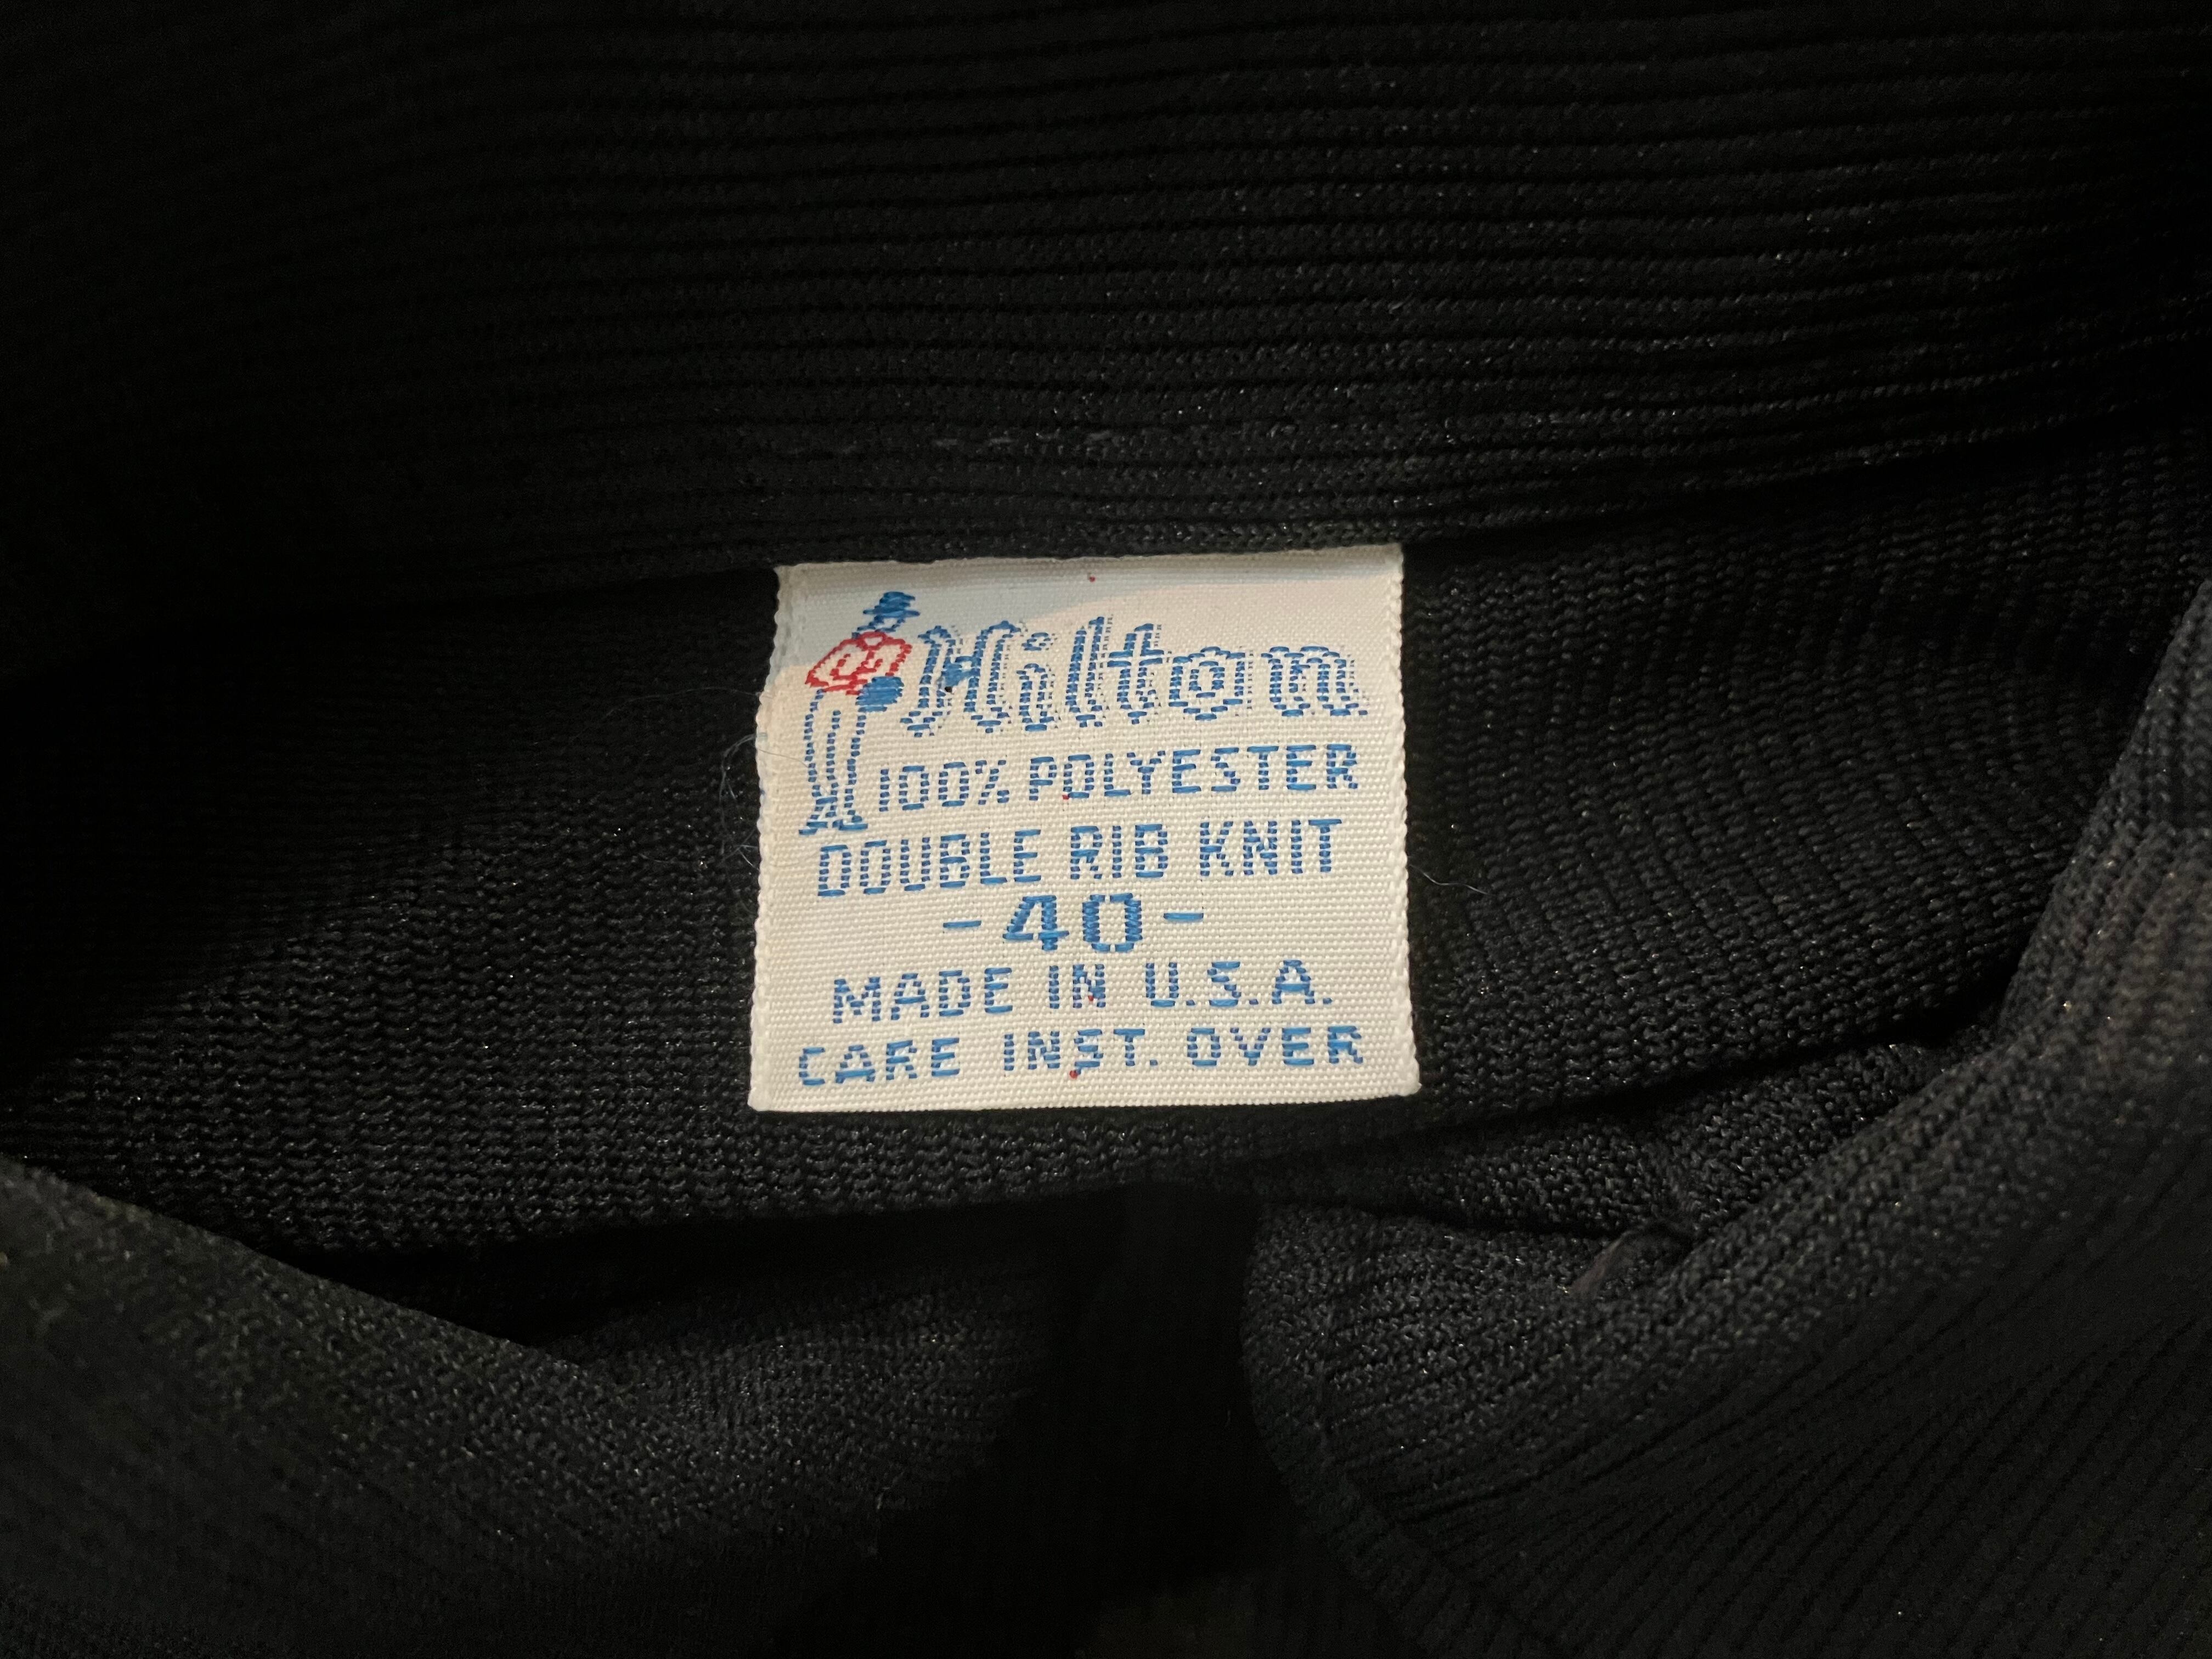 Hilton
100% POLYESTER
DOUBLE RIB KNIT
-40-
MADE IN U.S.A.
CARE INST. OVER